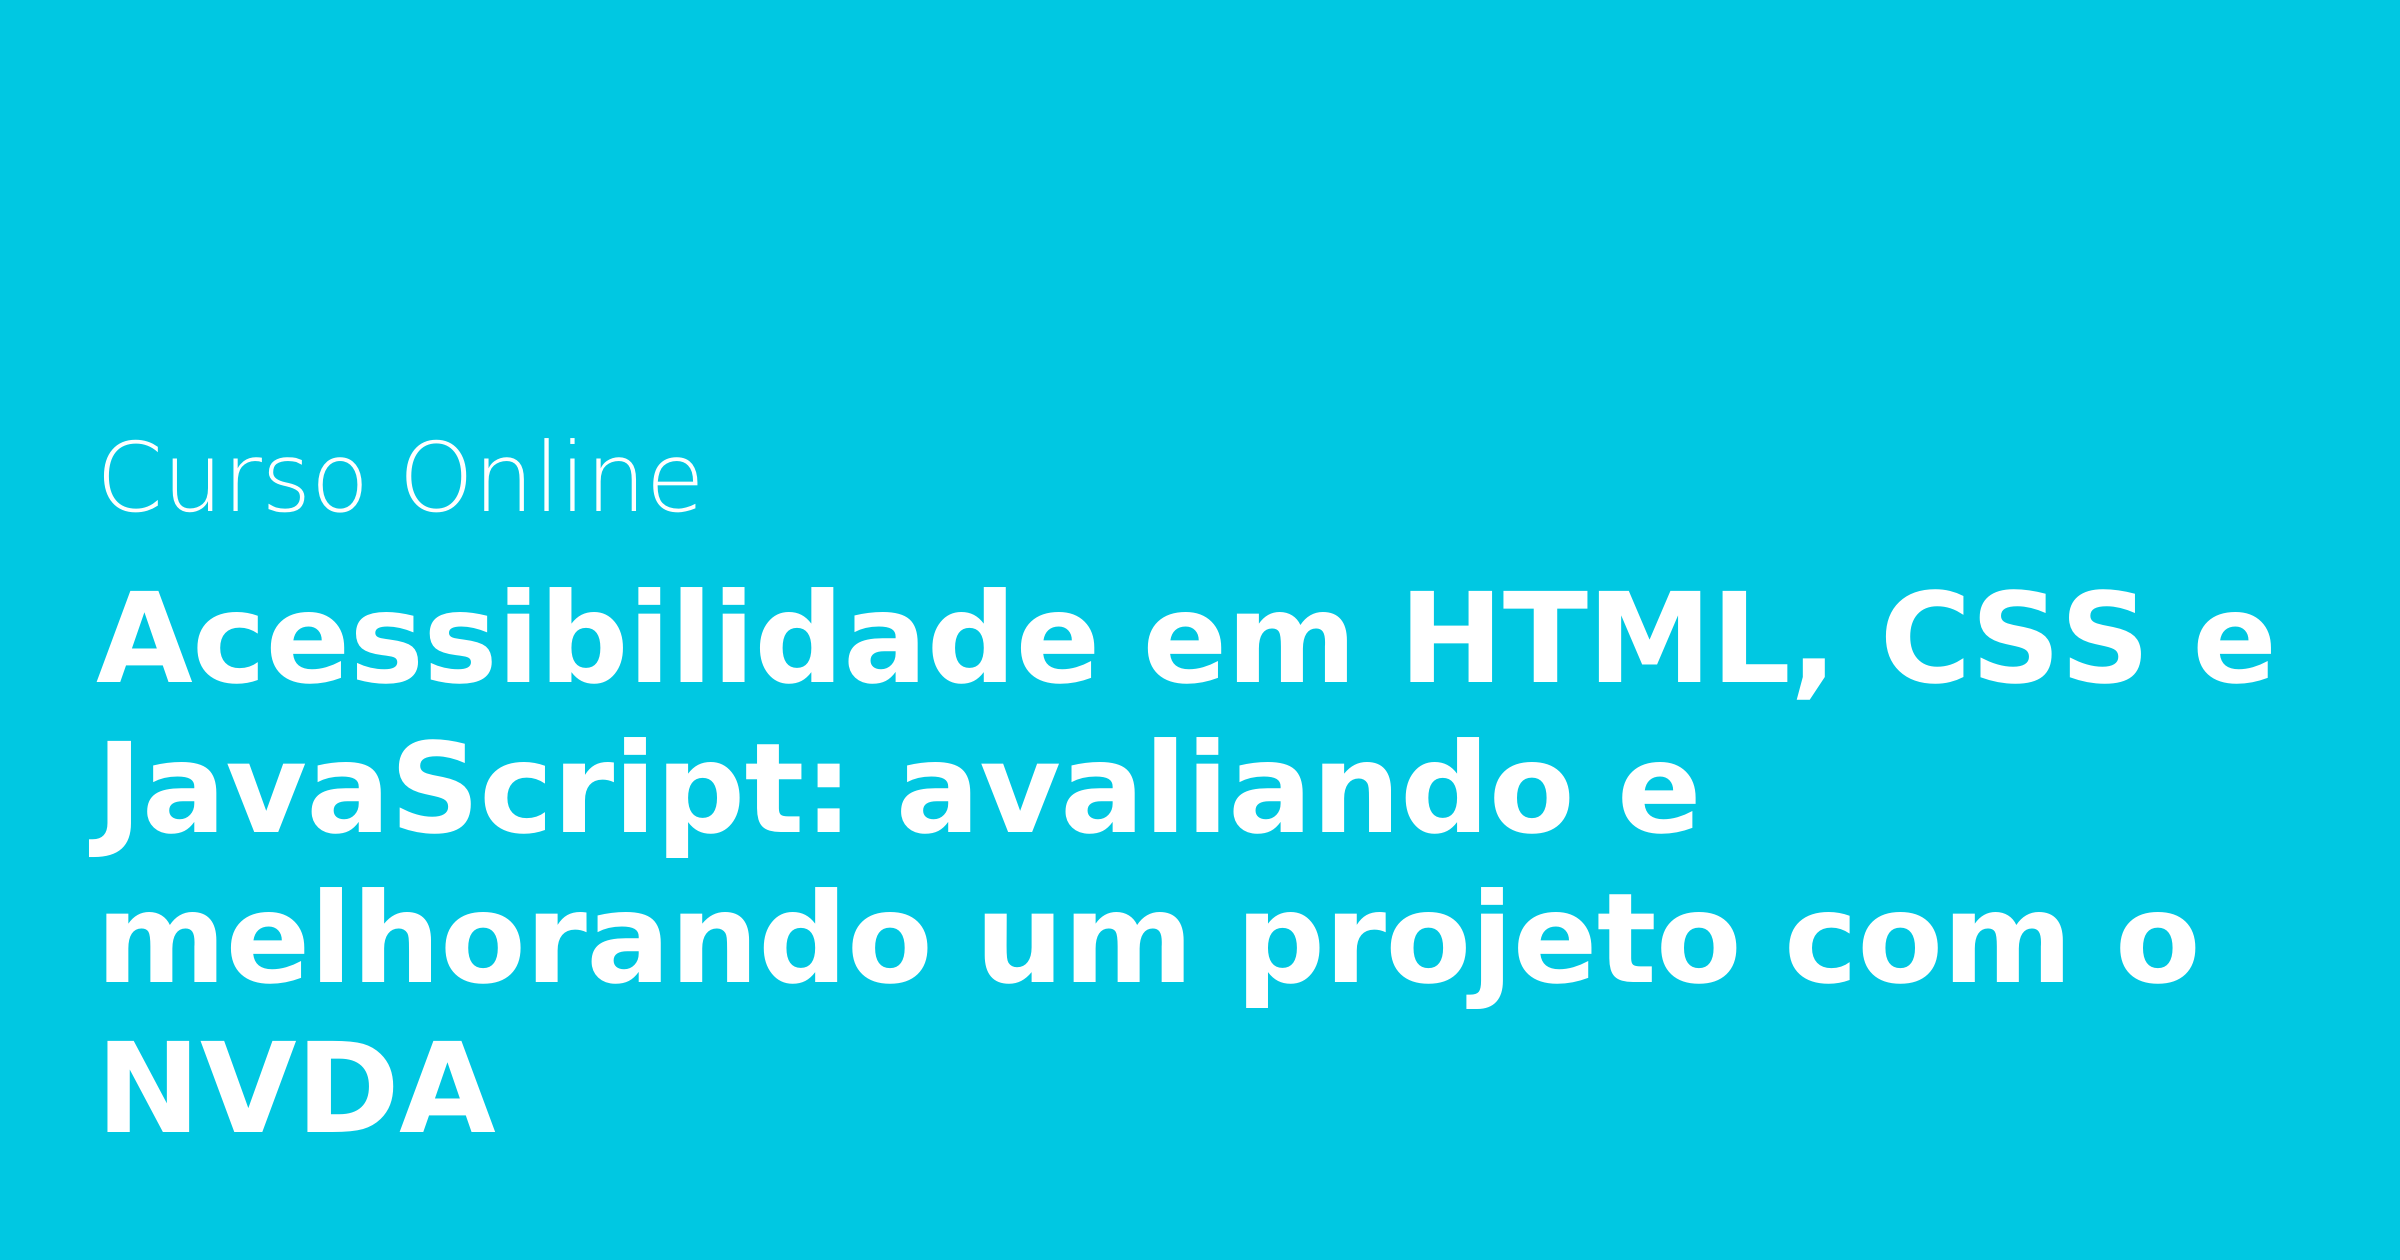 Curso Online
Acessibilidade em HTML, CSS e
JavaScript: avaliando e
melhorando um projeto com o
NVDA